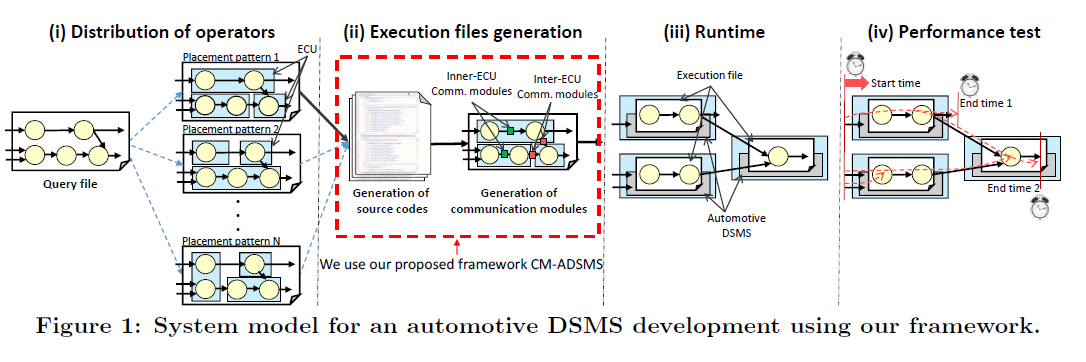 (i) Distribution of operators
(ii) Execution files generation
(iii) Runtime
(iv) Performance test
Placement pattern 1
ECU
Placement pattern 2
Placement pattern N
Query file
Inner-ECU
Comm. modules
Inter-ECU
Comm. modules
Generation of
source codes
Generation of
communication modules
We use our proposed framework CM-ADSMS
Execution file
Automotive
DSMS
Start time
End time 1
End time 2
Figure 1: System model for an automotive DSMS development using our framework.